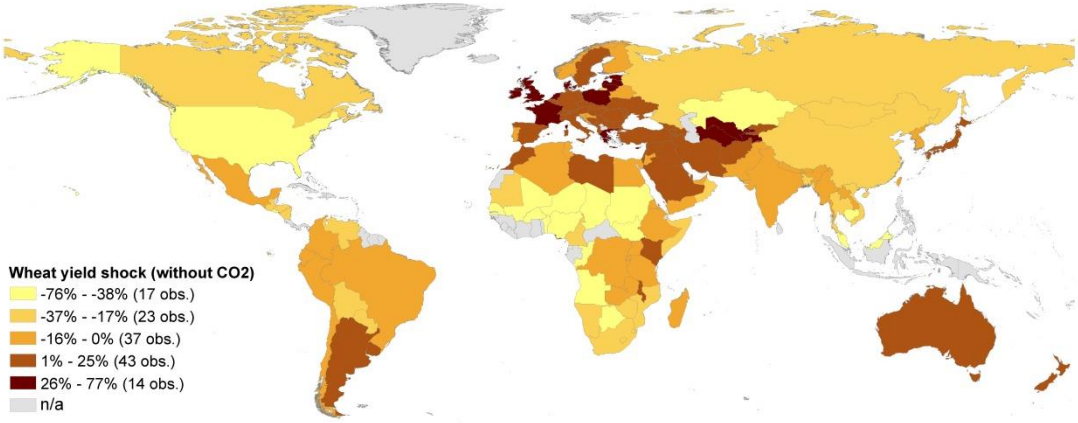 Wheat yield shock (without CO2)
-76% - -38% (17 obs.)
-37% - -17% (23 obs.)
-16% - 0% (37 obs.)
1% - 25% (43 obs.)
26% - 77% (14 obs.)
n/a